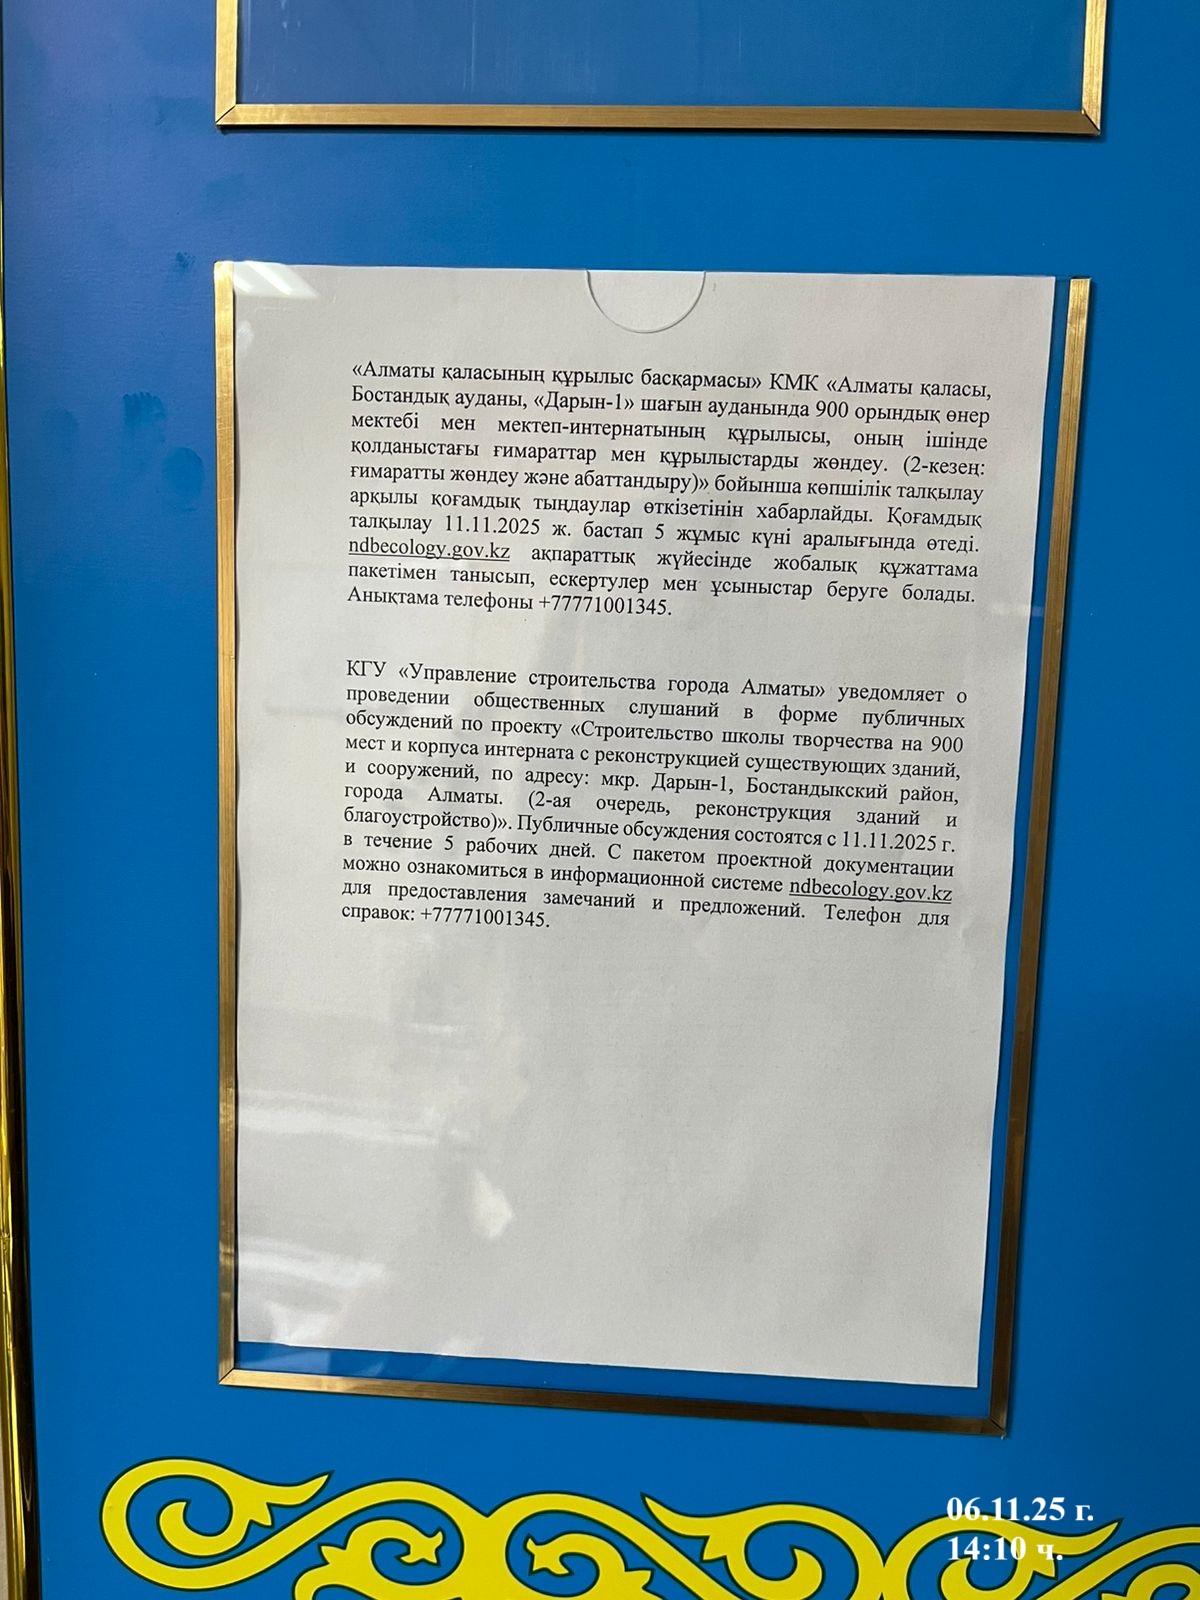 «Алматы қаласының құрылыс басқармасы» КМК «Алматы қаласы,
Бостандық ауданы, «Дарын-1» шағын ауданында 900 орындық өнер
мектебі мен мектеп-интернатының құрылысы, оның ішінде
қолданыстағы ғимараттар мен құрылыстарды жөндеу. (2-кезең:
ғимаратты жөндеу және абаттандыру)» бойынша көпшілік талқылау
арқылы қоғамдық тыңдаулар өткізетінін хабарлайды. Қоғамдық
талқылау 11.11.2025 ж. бастап 5 жұмыс күні аралығында өтеді.
ndbecology.gov.kz ақпараттық жүйесінде жобалық құжаттама
пакетімен танысып, ескертулер мен ұсыныстар беруге болады.
Анықтама телефоны +77771001345.
КГУ «Управление строительства города Алматы» уведомляет о
проведении общественных слушаний в форме публичных
обсуждений по проекту «Строительство школы творчества на 900
мест и корпуса интерната с реконструкцией существующих зданий,
и сооружений, по адресу: мкр. Дарын-1, Бостандыкский район,
города Алматы. (2-ая очередь, реконструкция зданий и
благоустройство)». Публичные обсуждения состоятся с 11.11.2025 г.
в течение 5 рабочих дней. С пакетом проектной документации
можно ознакомиться в информационной системе ndbecology.gov.kz
для предоставления замечаний и предложений. Телефон для
справок: +77771001345.
06.11.25 г.
14:10 ч.